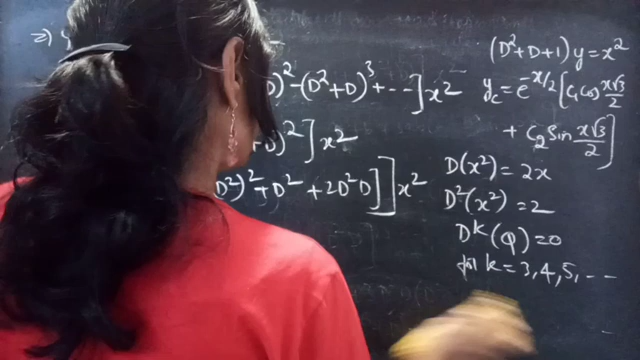 ⇒ y
(D²+D+1)y = x²
D)² - (D²+D)³ + - - ]x²
y_c = e^{-x/2} [c₁ cos x√3/2
+ c₂ sin x√3/2 ]
+D)²] x²
D²)² + D² + 2D²D]] x²
D(x²) = 2x
D²(x²) = 2
D^k(Q) = 0
for k = 3, 4, 5, - - -